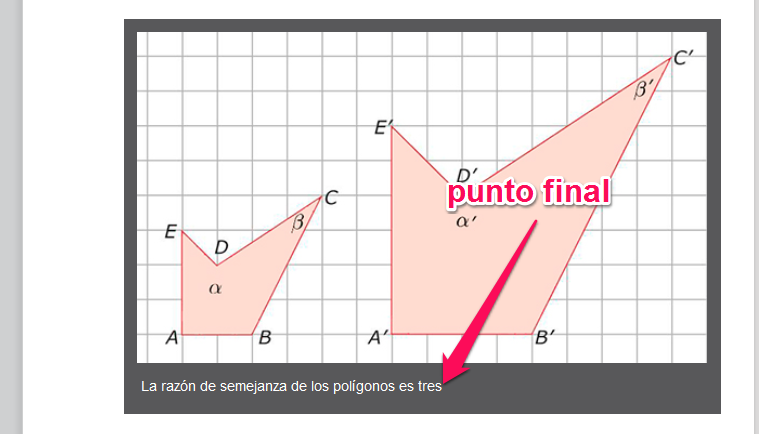 C′
β′
E′
D′
punto final
C
β
E
D
α′
α
A
B
A′
B′
La razón de semejanza de los polígonos es tres